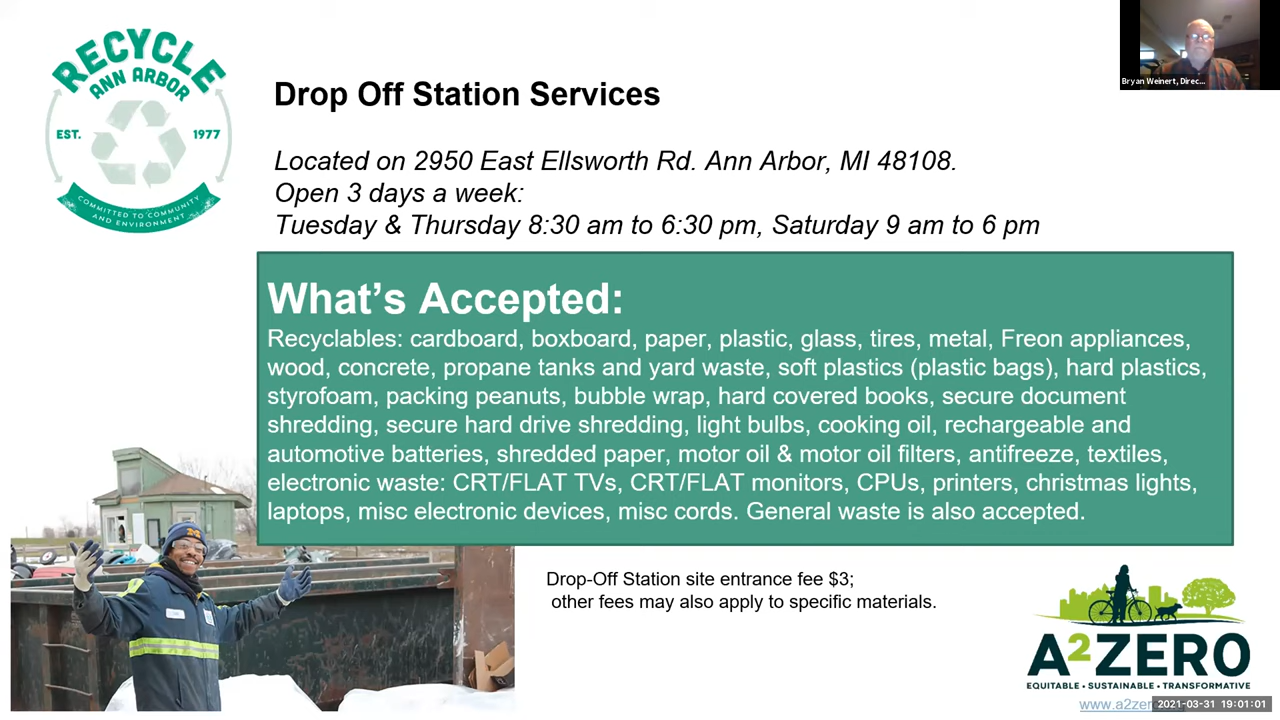 RECYCLE
ANN ARBOR
EST. 1977
COMMITTED TO COMMUNITY
AND ENVIRONMENT
Bryan Weinert, Direc...
Drop Off Station Services
Located on 2950 East Ellsworth Rd. Ann Arbor, MI 48108.
Open 3 days a week:
Tuesday & Thursday 8:30 am to 6:30 pm, Saturday 9 am to 6 pm
What’s Accepted:
Recyclables: cardboard, boxboard, paper, plastic, glass, tires, metal, Freon appliances,
wood, concrete, propane tanks and yard waste, soft plastics (plastic bags), hard plastics,
styrofoam, packing peanuts, bubble wrap, hard covered books, secure document
shredding, secure hard drive shredding, light bulbs, cooking oil, rechargeable and
automotive batteries, shredded paper, motor oil & motor oil filters, antifreeze, textiles,
electronic waste: CRT/FLAT TVs, CRT/FLAT monitors, CPUs, printers, christmas lights,
laptops, misc electronic devices, misc cords. General waste is also accepted.
Drop-Off Station site entrance fee $3;
other fees may also apply to specific materials.
A2ZERO
EQUITABLE • SUSTAINABLE • TRANSFORMATIVE
www.a2ze
2021-03-31 19:01:01